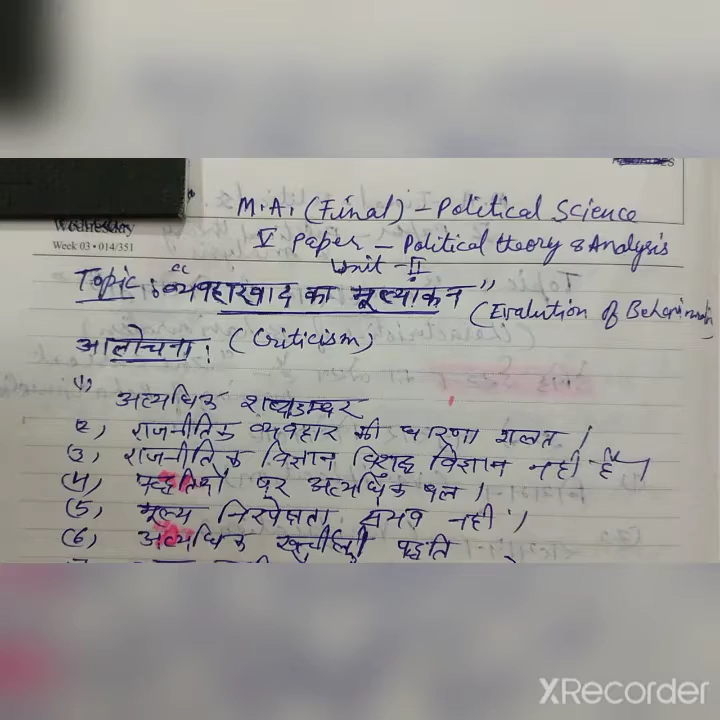 Wednesday
Week 03 • 014/351
M.A. (Final) - Political Science
V Paper - Political theory & Analysis
Unit - II
Topic : "व्यवहारवाद का मूल्यांकन"
(Evalution of Behavi
आलोचना : (Criticism)
1) अत्यधिक शब्दाडम्बर
2) राजनीतिक व्यवहार की धारणा गलत ।
(3) राजनीतिक विज्ञान विशुद्ध विज्ञान नही है ।
(4) पद्धतियों पर अत्यधिक बल ।
(5) मूल्य निरपेक्षता संभव नही ।
(6) अत्यधिक खर्चीली पद्धति
XRecorder